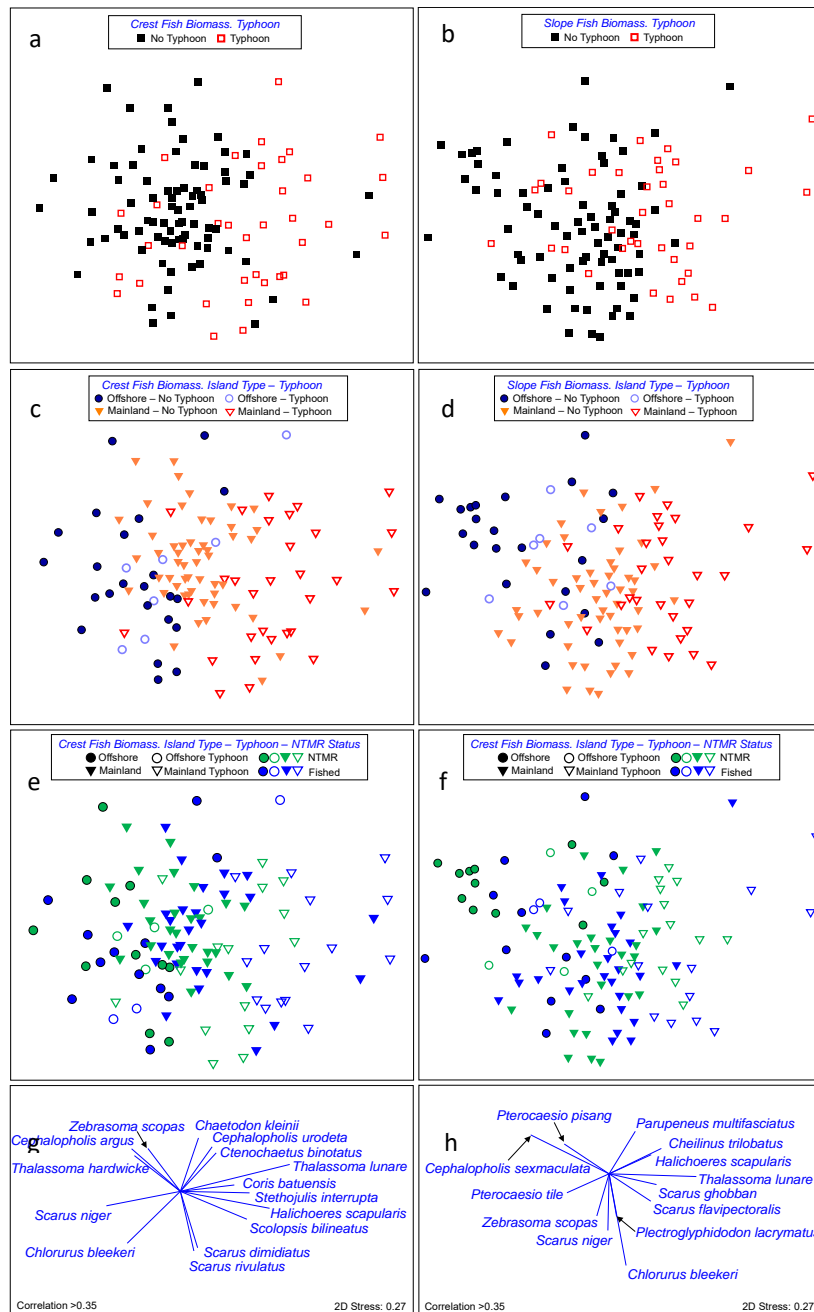 a
Crest Fish Biomass. Typhoon
No Typhoon Typhoon
b
Slope Fish Biomass. Typhoon
No Typhoon Typhoon
c
Crest Fish Biomass. Island Type – Typhoon
Offshore – No Typhoon Offshore – Typhoon
Mainland – No Typhoon Mainland – Typhoon
d
Slope Fish Biomass. Island Type – Typhoon
Offshore – No Typhoon Offshore – Typhoon
Mainland – No Typhoon Mainland – Typhoon
e
Crest Fish Biomass. Island Type – Typhoon – NTMR Status
Offshore Offshore Typhoon NTMR
Mainland Mainland Typhoon Fished
f
Crest Fish Biomass. Island Type – Typhoon – NTMR Status
Offshore Offshore Typhoon NTMR
Mainland Mainland Typhoon Fished
g
Zebrasoma scopas
Cephalopholis argus
Thalassoma hardwicke
Scarus niger
Chlorurus bleekeri
Chaetodon kleinii
Cephalopholis urodeta
Ctenochaetus binotatus
Thalassoma lunare
Coris batuensis
Stethojulis interrupta
Halichoeres scapularis
Scolopsis bilineatus
Scarus dimidiatus
Scarus rivulatus
Correlation >0.35
2D Stress: 0.27
h
Pterocaesio pisang
Cephalopholis sexmaculata
Pterocaesio tile
Zebrasoma scopas
Scarus niger
Parupeneus multifasciatus
Cheilinus trilobatus
Halichoeres scapularis
Thalassoma lunare
Scarus ghobban
Scarus flavipectoralis
Plectroglyphidodon lacrymatus
Chlorurus bleekeri
Correlation >0.35
2D Stress: 0.27